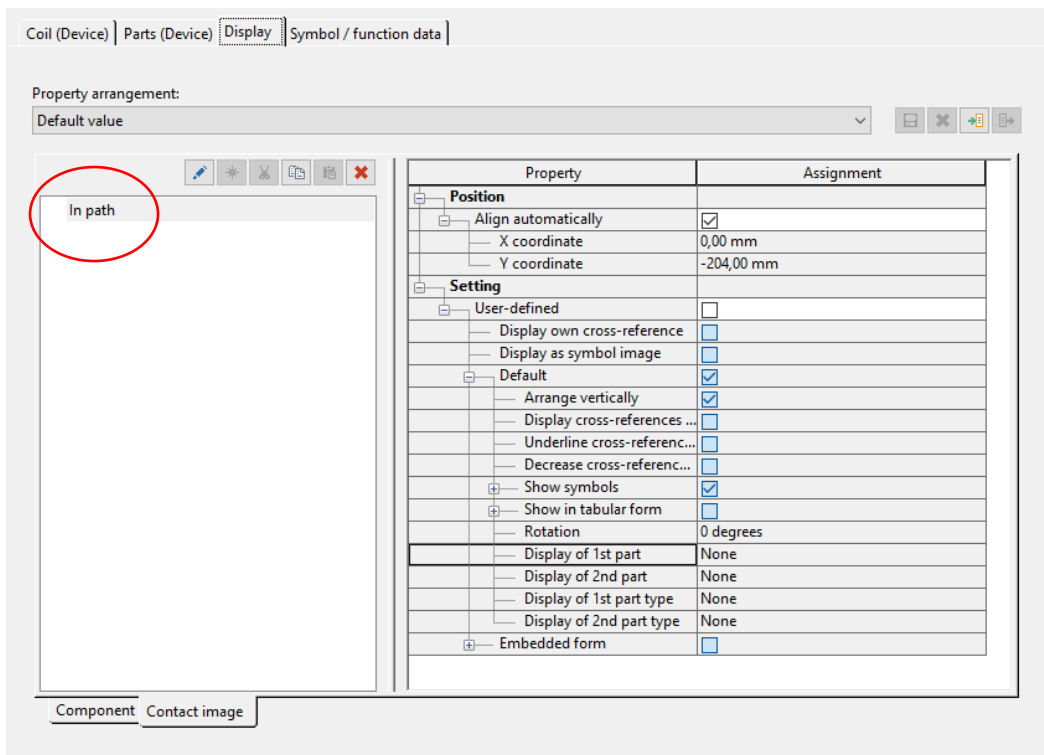 Coil (Device) Parts (Device) Display Symbol / function data
Property arrangement:
Default value
In path
Property Assignment
Position
Align automatically
X coordinate 0,00 mm
Y coordinate -204,00 mm
Setting
User-defined
Display own cross-reference
Display as symbol image
Default
Arrange vertically
Display cross-references ...
Underline cross-referenc...
Decrease cross-referenc...
Show symbols
Show in tabular form
Rotation 0 degrees
Display of 1st part None
Display of 2nd part None
Display of 1st part type None
Display of 2nd part type None
Embedded form
Component Contact image